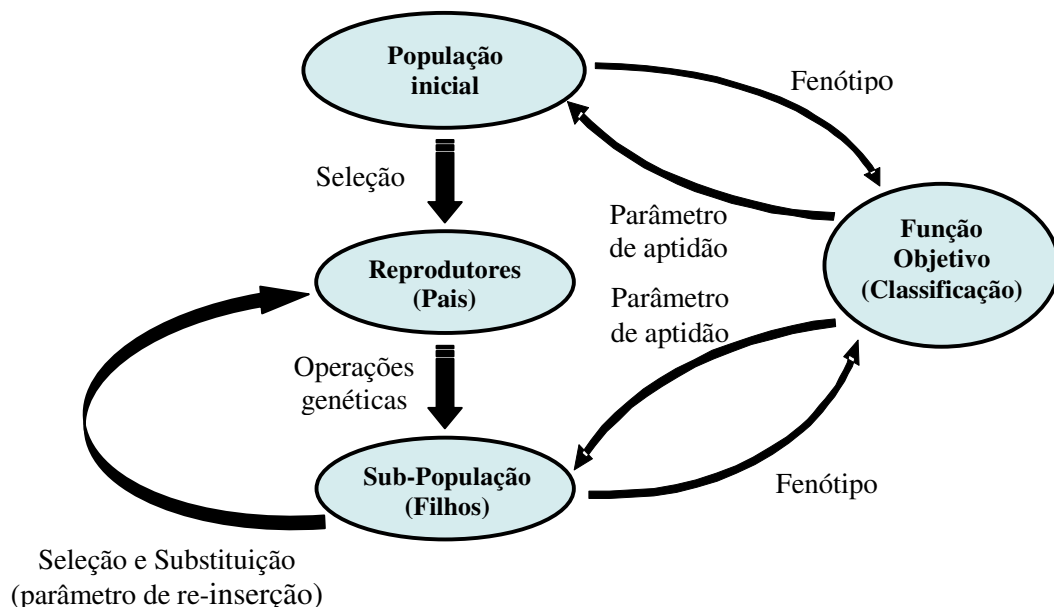 População
inicial
Fenótipo
Seleção
Parâmetro
de aptidão
Função
Objetivo
(Classificação)
Reprodutores
(Pais)
Parâmetro
de aptidão
Operações
genéticas
Sub-População
(Filhos)
Fenótipo
Seleção e Substituição
(parâmetro de re-inserção)